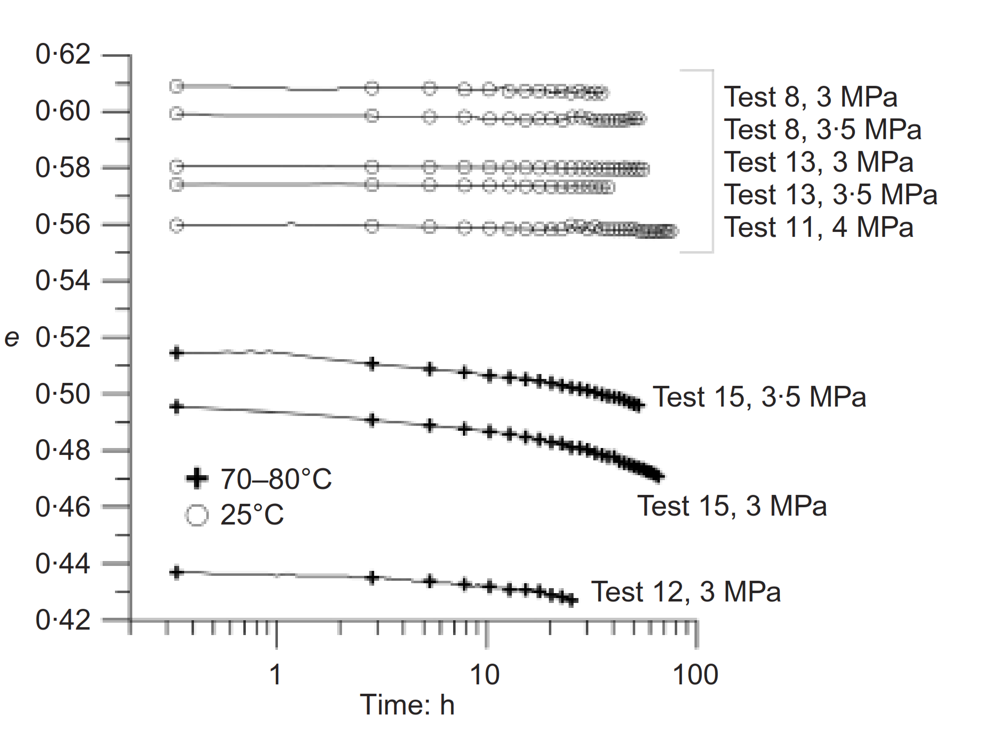 0·62
0·60
0·58
0·56
0·54
0·52
0·50
0·48
0·46
0·44
0·42
e
Test 8, 3 MPa
Test 8, 3·5 MPa
Test 13, 3 MPa
Test 13, 3·5 MPa
Test 11, 4 MPa
Test 15, 3·5 MPa
Test 15, 3 MPa
Test 12, 3 MPa
70–80°C
25°C
1
10
100
Time: h